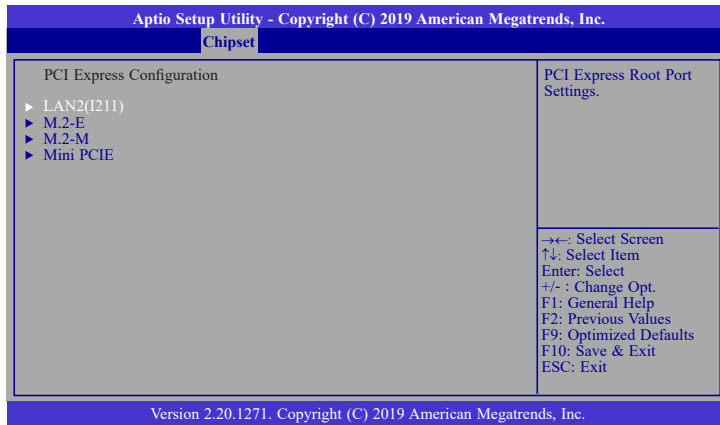 Aptio Setup Utility - Copyright (C) 2019 American Megatrends, Inc.
Chipset
PCI Express Configuration
► LAN2(I211)
► M.2-E
► M.2-M
► Mini PCIE
PCI Express Root Port
Settings.
→←: Select Screen
↑↓: Select Item
Enter: Select
+/- : Change Opt.
F1: General Help
F2: Previous Values
F9: Optimized Defaults
F10: Save & Exit
ESC: Exit
Version 2.20.1271. Copyright (C) 2019 American Megatrends, Inc.